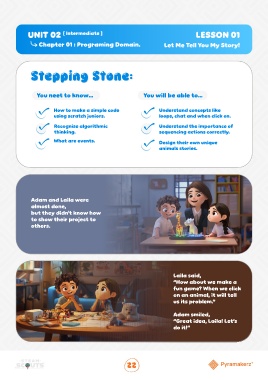 UNIT 02 [Intermediate]
LESSON 01
Chapter 01 : Programing Domain.
Let Me Tell You My Story!
Stepping Stone:
You neet to know...
You will be able to...
How to make a simple code
using scratch juniors.
Recognize algorithmic
thinking.
What are events.
Understand concepts like
loops, chat and when click on.
Understand the importance of
sequencing actions correctly.
Design their own unique
animals stories.
Adam and Laila were
almost done,
but they didn't know how
to show their project to
others.
Laila said,
"How about we make a
fun game? When we click
on an animal, it will tell
us its problem."
Adam smiled,
"Great idea, Laila! Let's
do it!"
22
Pyramakerz